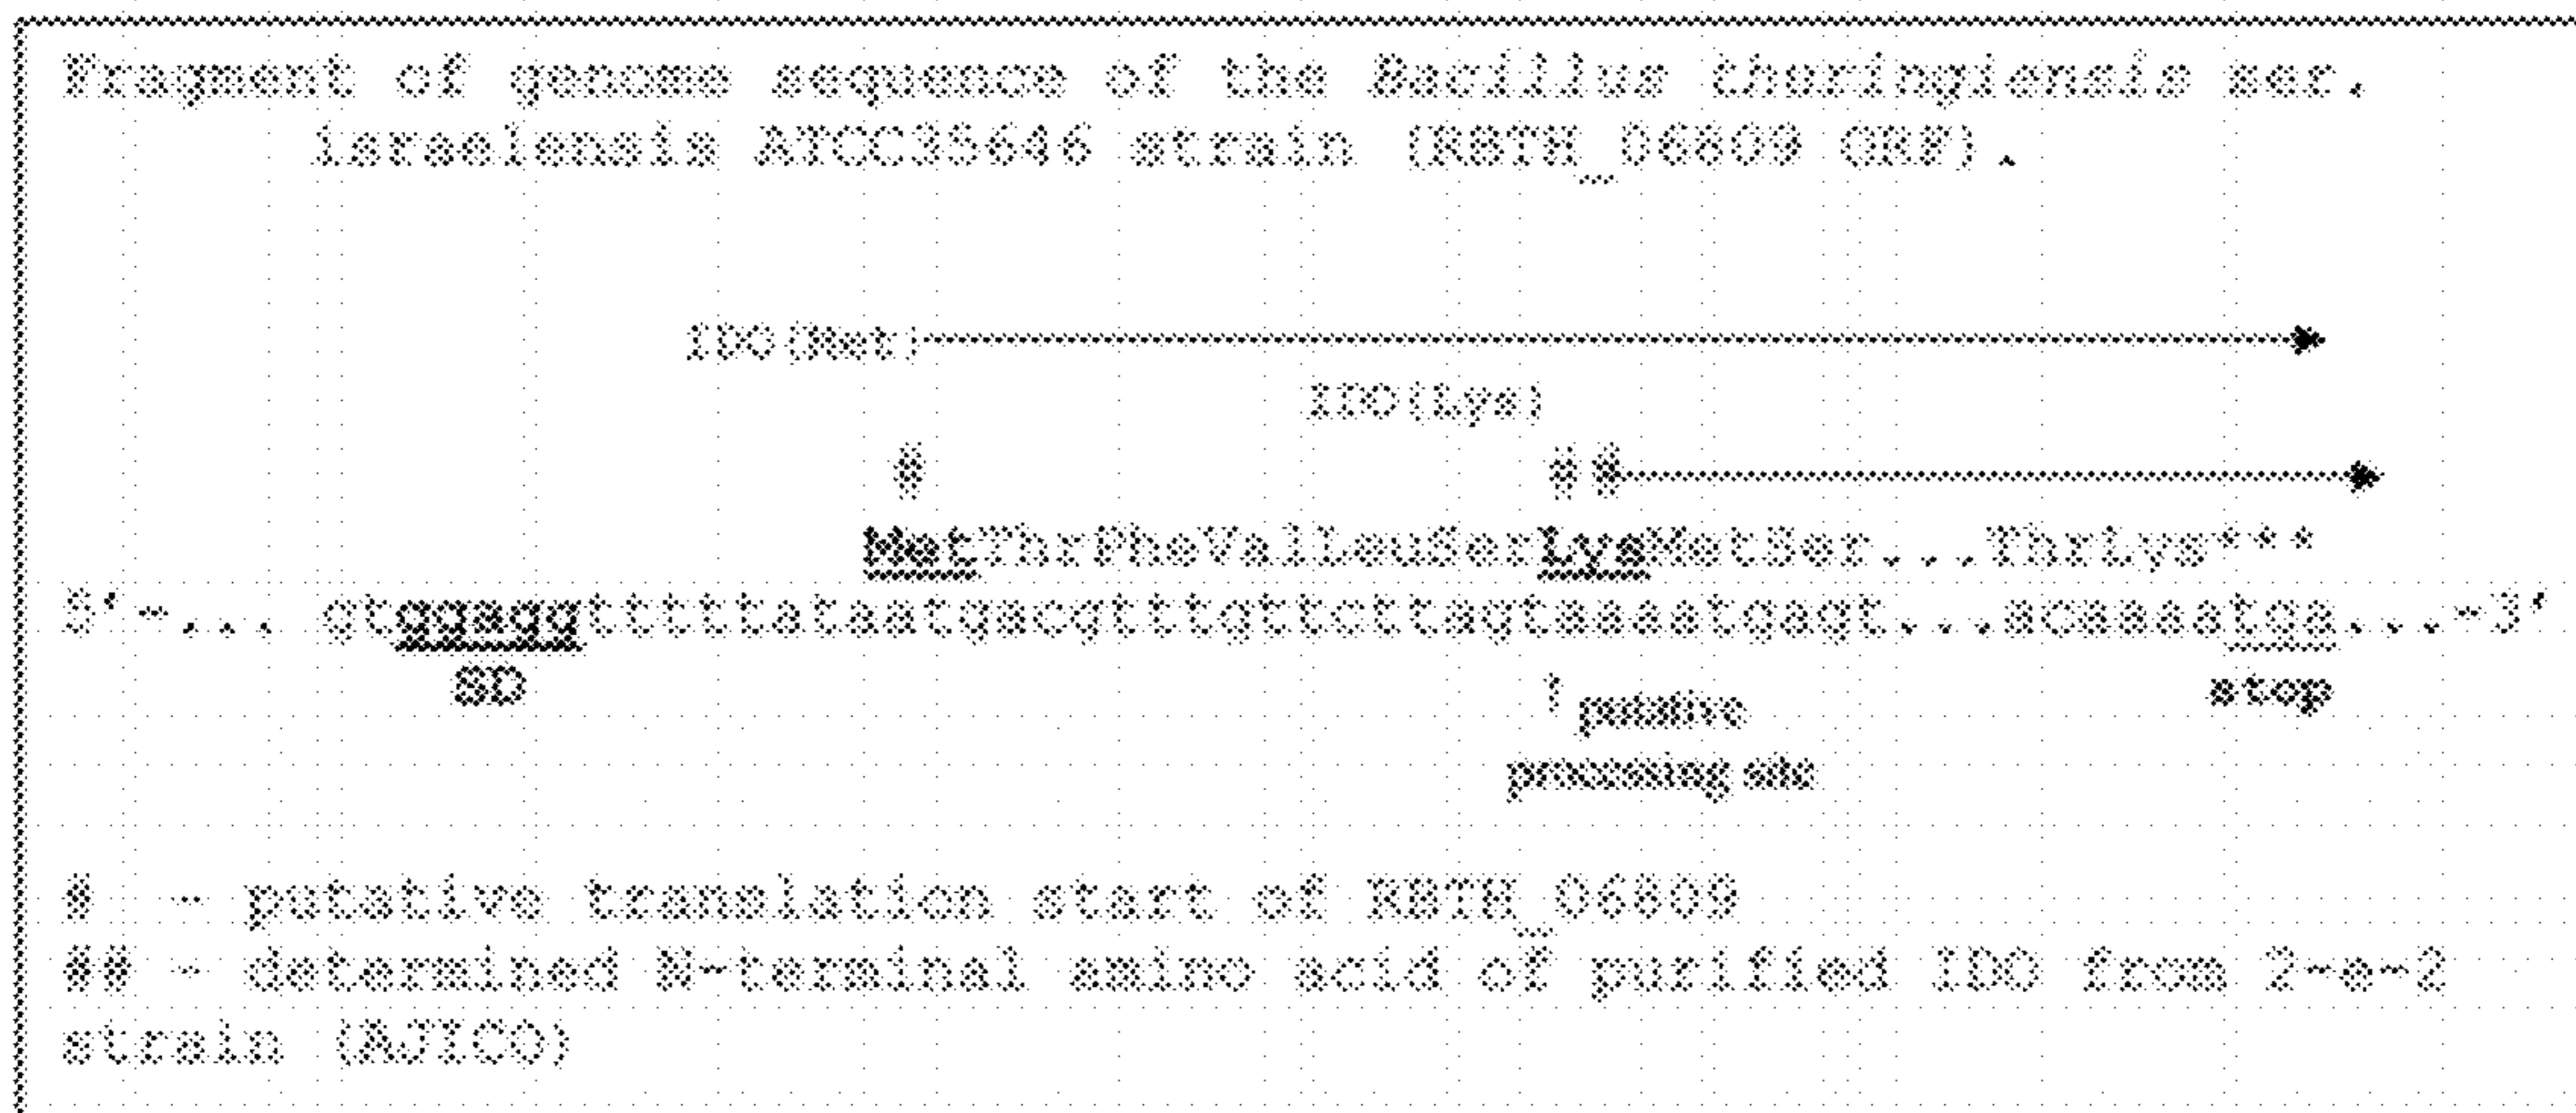 Fragment of genome sequence of the Bacillus thuringiensis ser.
israelensis ATCC35646 strain (RBTH_06809 ORF).
IDO(Met)
IDO(Lys)
# ##
MetThrPheValLeuSerLysMetSer...ThrLys***
5'-... gtggaggtttttataatgacgtttgttcttagtaaaatgagt...acaaaatga...-3'
SD stop
putative
processing site
# - putative translation start of RBTH_06809
## - determined N-terminal amino acid of purified IDO from 2-e-2
strain (AJICO)